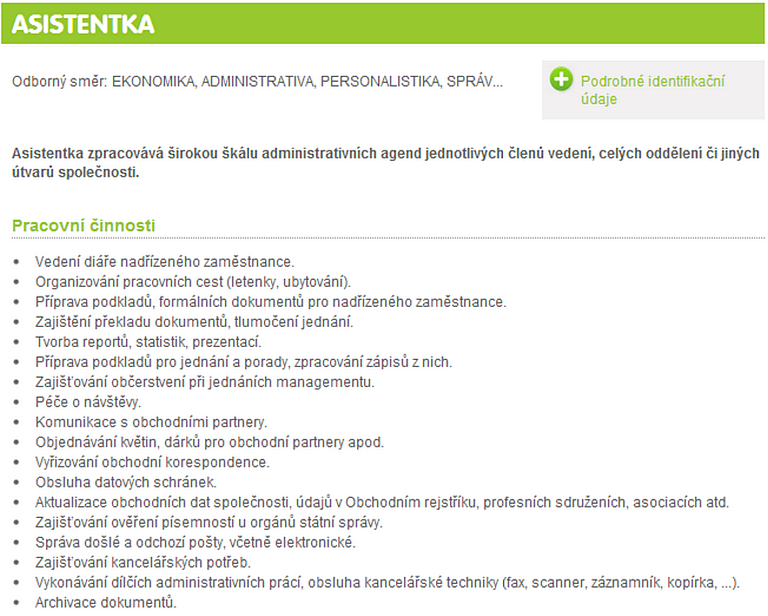 ASISTENTKA
Odborný směr: EKONOMIKA, ADMINISTRATIVA, PERSONALISTIKA, SPRÁV...
Podrobné identifikační
údaje
Asistentka zpracovává širokou škálu administrativních agend jednotlivých členů vedení, celých oddělení či jiných
útvarů společnosti.
Pracovní činnosti
• Vedení diáře nadřízeného zaměstnance.
• Organizování pracovních cest (letenky, ubytování).
• Příprava podkladů, formálních dokumentů pro nadřízeného zaměstnance.
• Zajištění překladu dokumentů, tlumočení jednání.
• Tvorba reportů, statistik, prezentací.
• Příprava podkladů pro jednání a porady, zpracování zápisů z nich.
• Zajišťování občerstvení při jednáních managementu.
• Péče o návštěvy.
• Komunikace s obchodními partnery.
• Objednávání květin, dárků pro obchodní partnery apod.
• Vyřizování obchodní korespondence.
• Obsluha datových schránek.
• Aktualizace obchodních dat společnosti, údajů v Obchodním rejstříku, profesních sdruženích, asociacích atd.
• Zajišťování ověření písemností u orgánů státní správy.
• Správa došlé a odchozí pošty, včetně elektronické.
• Zajišťování kancelářských potřeb.
• Vykonávání dílčích administrativních prácí, obsluha kancelářské techniky (fax, scanner, záznamník, kopírka, ...).
• Archivace dokumentů.